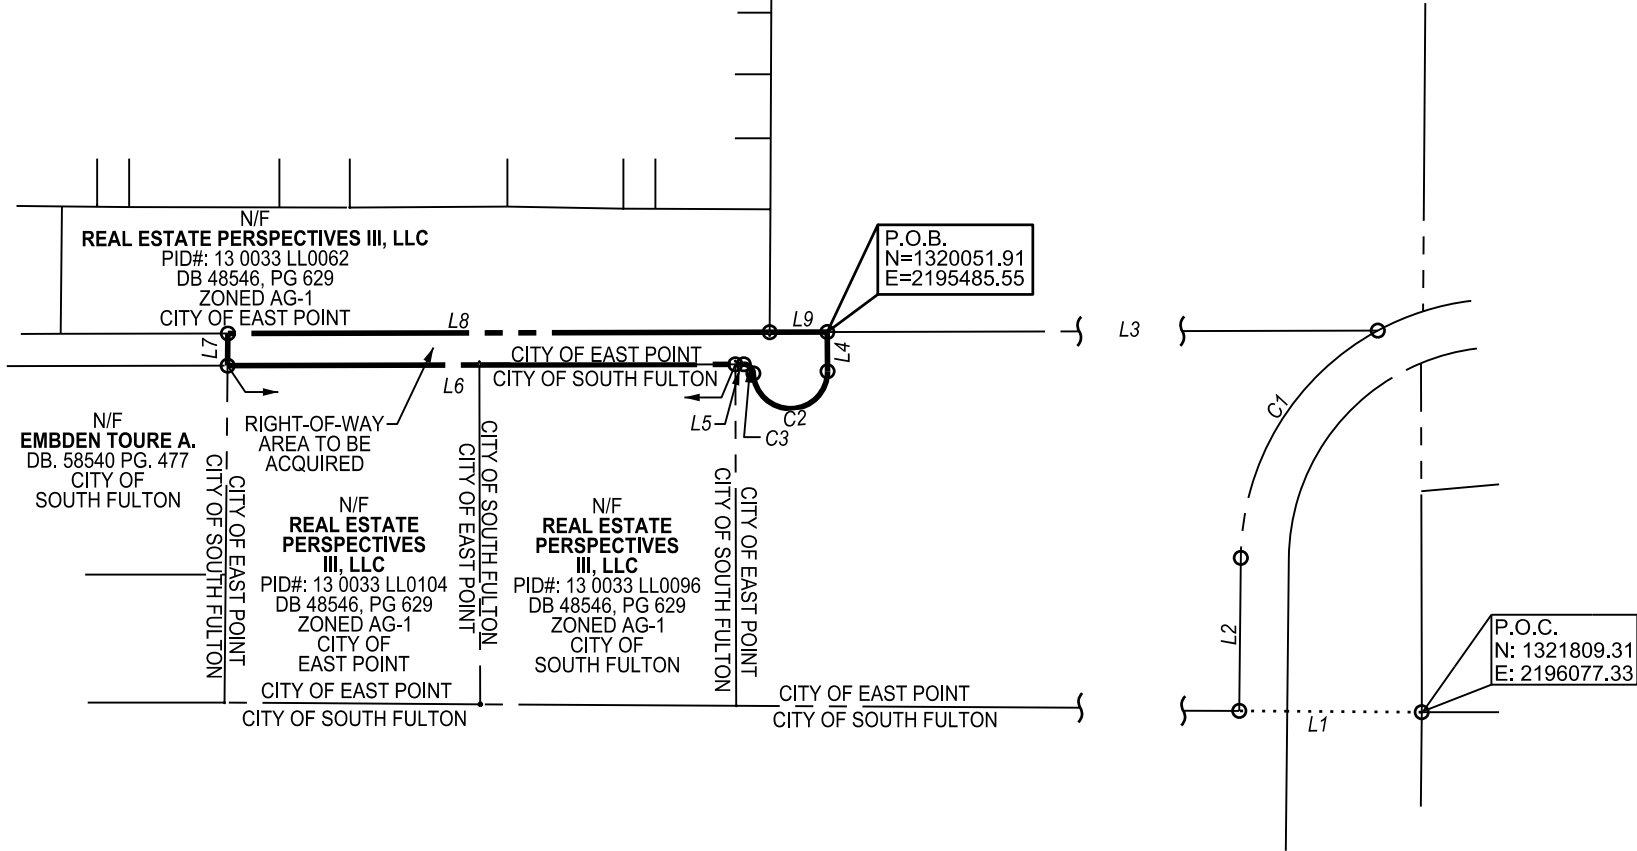 N/F
REAL ESTATE PERSPECTIVES III, LLC
PID#: 13 0033 LL0062
DB 48546, PG 629
ZONED AG-1
CITY OF EAST POINT
P.O.B.
N=1320051.91
E=2195485.55
L8
L9
L3
L7
L4
CITY OF EAST POINT
CITY OF SOUTH FULTON
L6
L5
C2
C3
C1
N/F
EMBDEN TOURE A.
DB. 58540 PG. 477
CITY OF
SOUTH FULTON
RIGHT-OF-WAY
AREA TO BE
ACQUIRED
CITY OF SOUTH FULTON
CITY OF EAST POINT
N/F
REAL ESTATE
PERSPECTIVES
III, LLC
PID#: 13 0033 LL0104
DB 48546, PG 629
ZONED AG-1
CITY OF
EAST POINT
CITY OF EAST POINT
CITY OF SOUTH FULTON
N/F
REAL ESTATE
PERSPECTIVES
III, LLC
PID#: 13 0033 LL0096
DB 48546, PG 629
ZONED AG-1
CITY OF
SOUTH FULTON
CITY OF SOUTH FULTON
CITY OF EAST POINT
CITY OF EAST POINT
CITY OF SOUTH FULTON
CITY OF EAST POINT
CITY OF SOUTH FULTON
L2
L1
P.O.C.
N: 1321809.31
E: 2196077.33